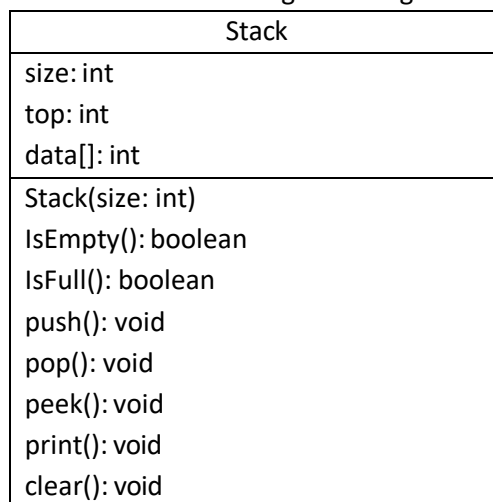 Stack
size: int
top: int
data[]: int
Stack(size: int)
IsEmpty(): boolean
IsFull(): boolean
push(): void
pop(): void
peek(): void
print(): void
clear(): void